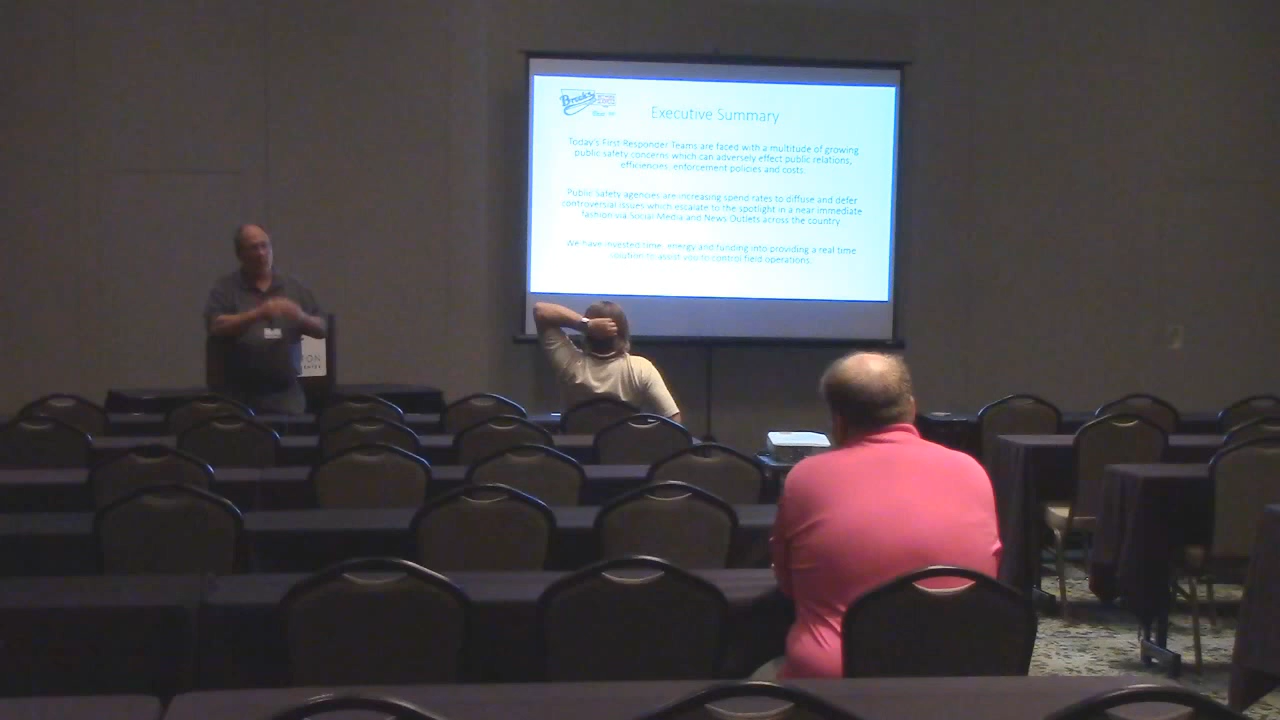 Brooks
Executive Summary
Today's First Responder Teams are faced with a multitude of growing
public safety concerns which can adversely effect public relations,
efficiencies, enforcement policies and costs.
Public Safety agencies are increasing spend rates to diffuse and defer
controversial issues which escalate to the spotlight in a near immediate
fashion via Social Media and News Outlets across the country.
We have invested time, energy and funding into providing a real time
solution to assist you to control field operations.